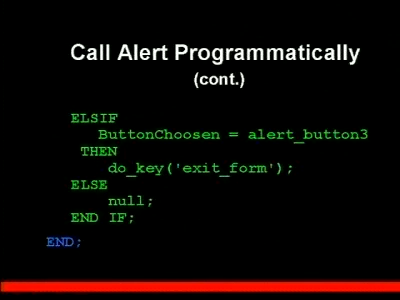 Call Alert Programmatically
(cont.)
ELSIF
ButtonChoosen = alert_button3
THEN
do_key('exit_form');
ELSE
null;
END IF;
END;